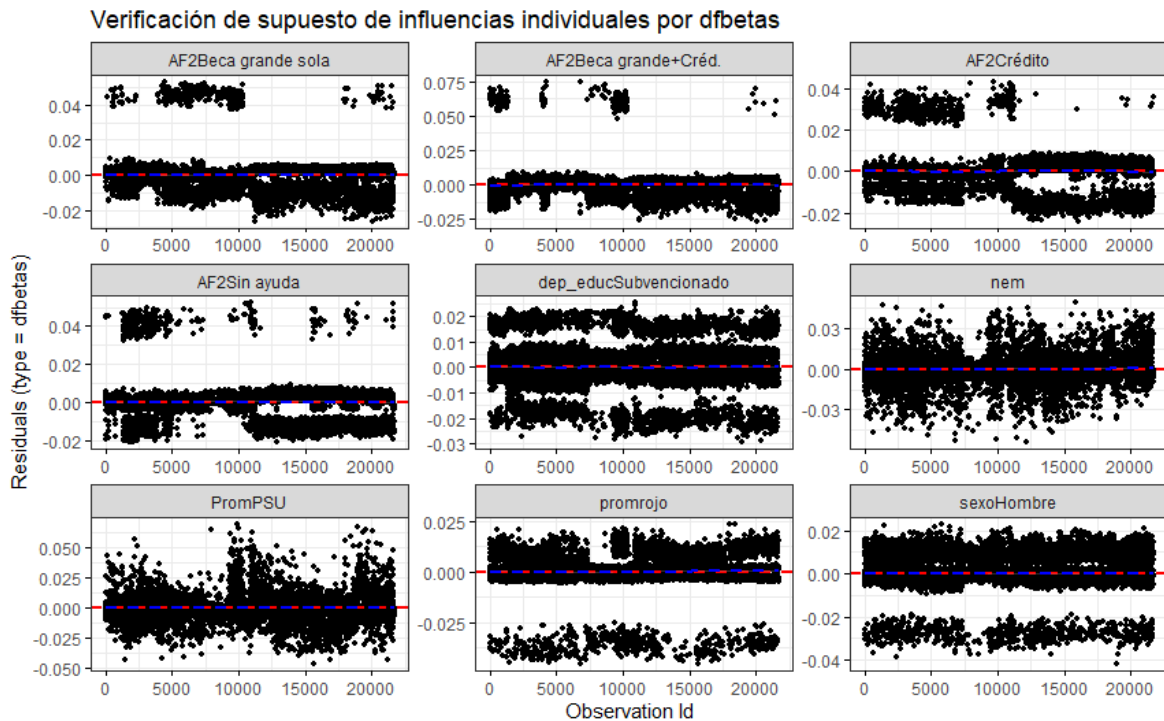 Verificación de supuesto de influencias individuales por dfbetas
AF2Beca grande sola
AF2Beca grande+Créd.
AF2Crédito
0.04
0.02
0.00
-0.02
0 5000 10000 15000 20000
0.075
0.050
0.025
0.000
-0.025
0 5000 10000 15000 20000
0.04
0.02
0.00
-0.02
0 5000 10000 15000 20000
AF2Sin ayuda
dep_educSubvencionado
nem
0.04
0.02
0.00
-0.02
0 5000 10000 15000 20000
0.02
0.01
0.00
-0.01
-0.02
-0.03
0 5000 10000 15000 20000
0.03
0.00
-0.03
0 5000 10000 15000 20000
PromPSU
promrojo
sexoHombre
0.050
0.025
0.000
-0.025
-0.050
0 5000 10000 15000 20000
0.025
0.000
-0.025
0 5000 10000 15000 20000
0.02
0.00
-0.02
-0.04
0 5000 10000 15000 20000
Residuals (type = dfbetas)
Observation Id